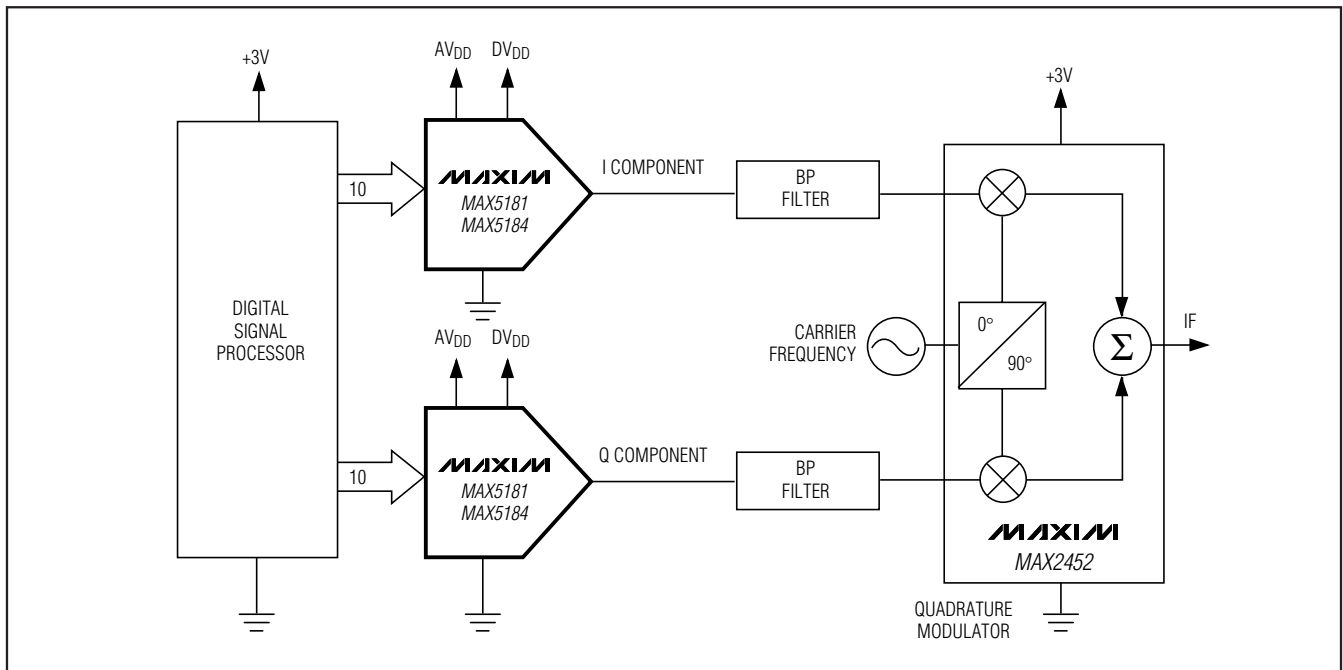 +3V
DIGITAL
SIGNAL
PROCESSOR
10
10
AVDD
DVDD
MAXIM
MAX5181
MAX5184
I COMPONENT
BP
FILTER
AVDD
DVDD
MAXIM
MAX5181
MAX5184
Q COMPONENT
BP
FILTER
CARRIER
FREQUENCY
+3V
0°
90°
Σ
IF
MAXIM
MAX2452
QUADRATURE
MODULATOR